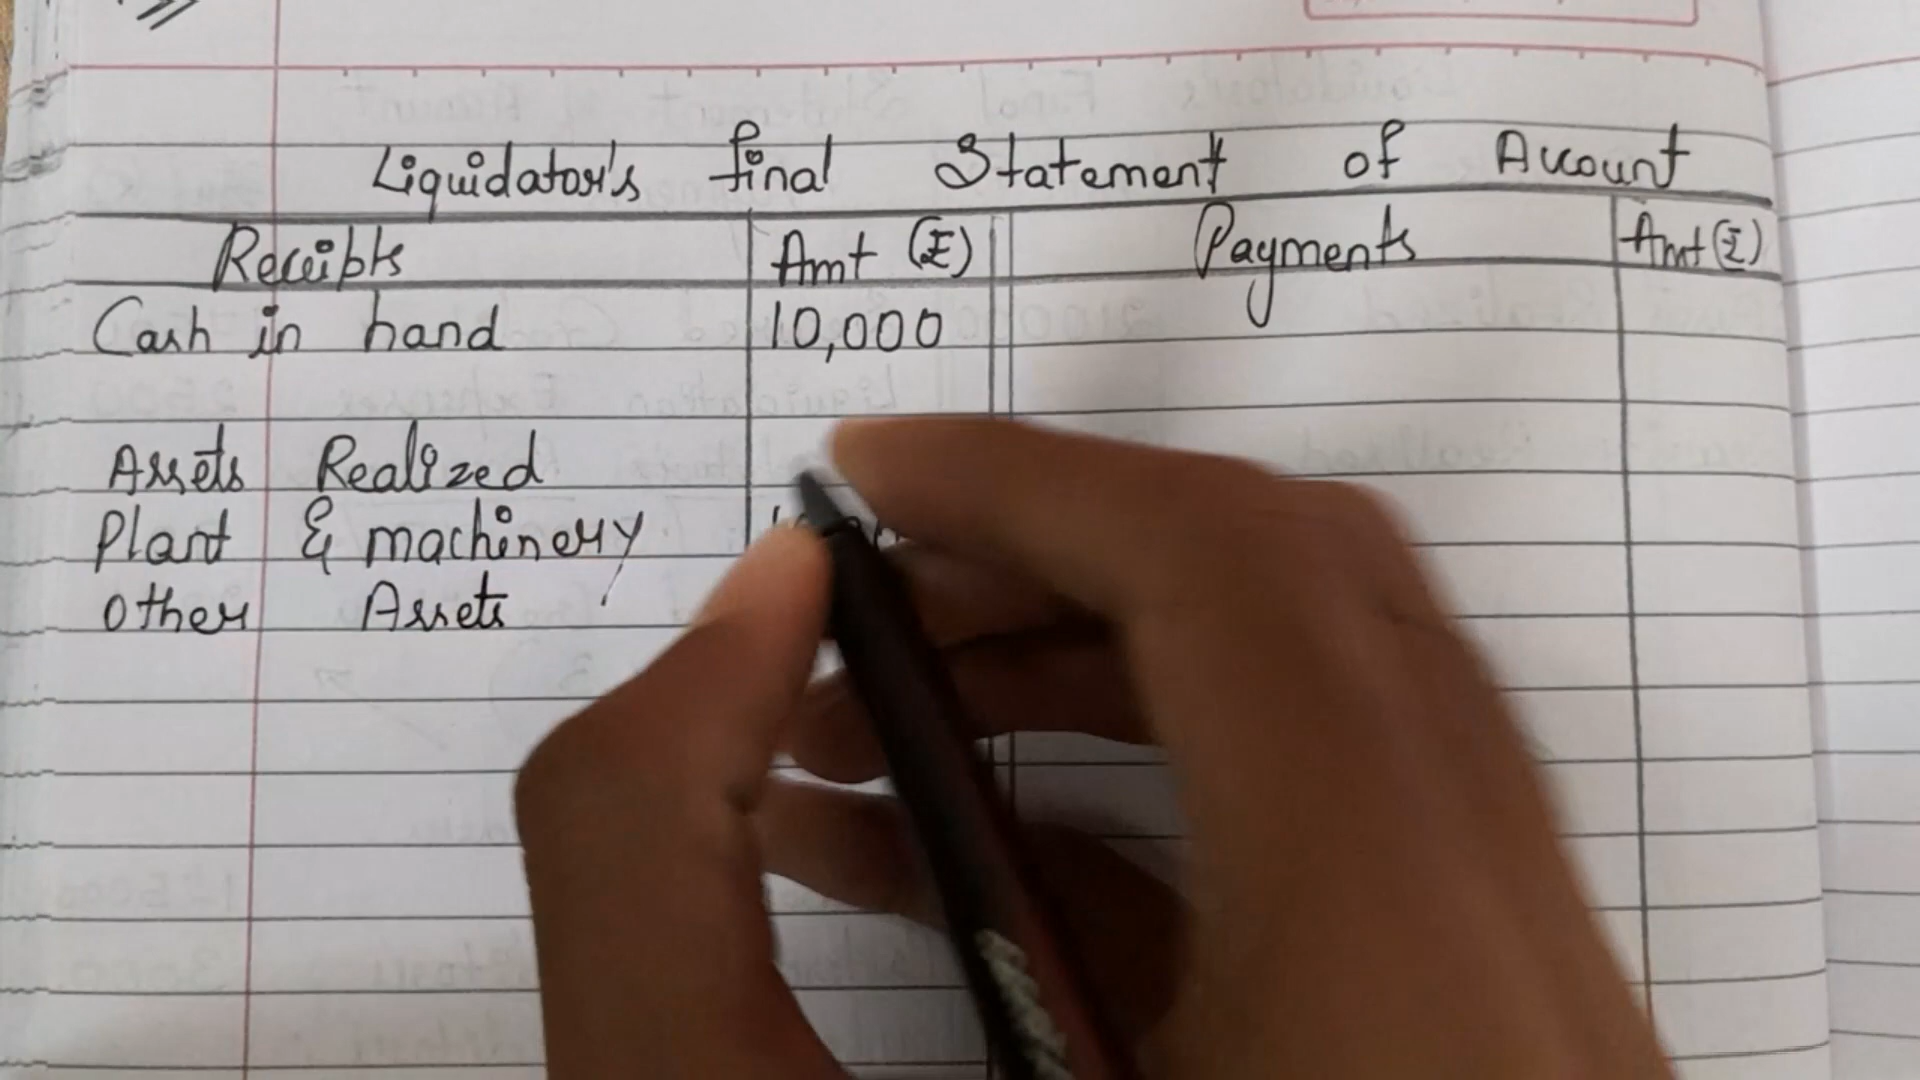 Liquidator's final Statement of Account
Receipts Amt (₹) Payments Amt (₹)
Cash in hand 10,000
Assets Realized
Plant & machinery
Other Assets